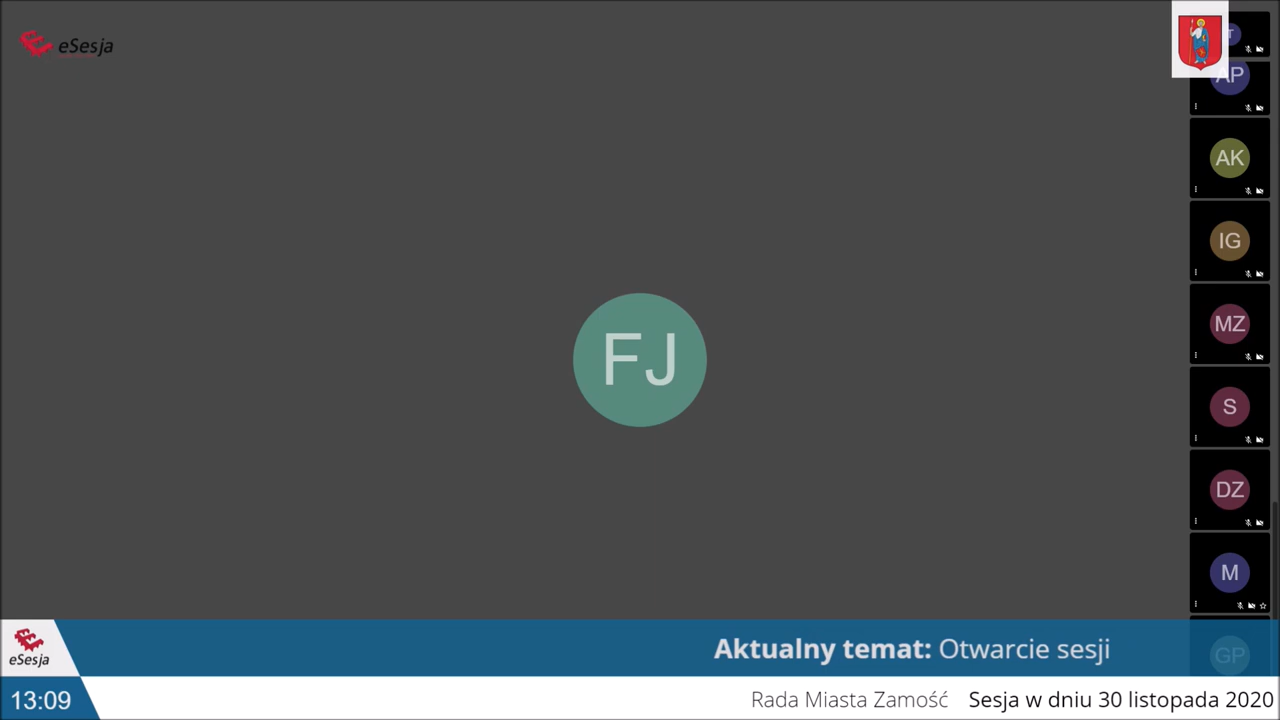 eSesja
T
AP
AK
IG
MZ
FJ
S
DZ
M
GP
Aktualny temat: Otwarcie sesji
eSesja
13:09
Rada Miasta Zamość Sesja w dniu 30 listopada 2020